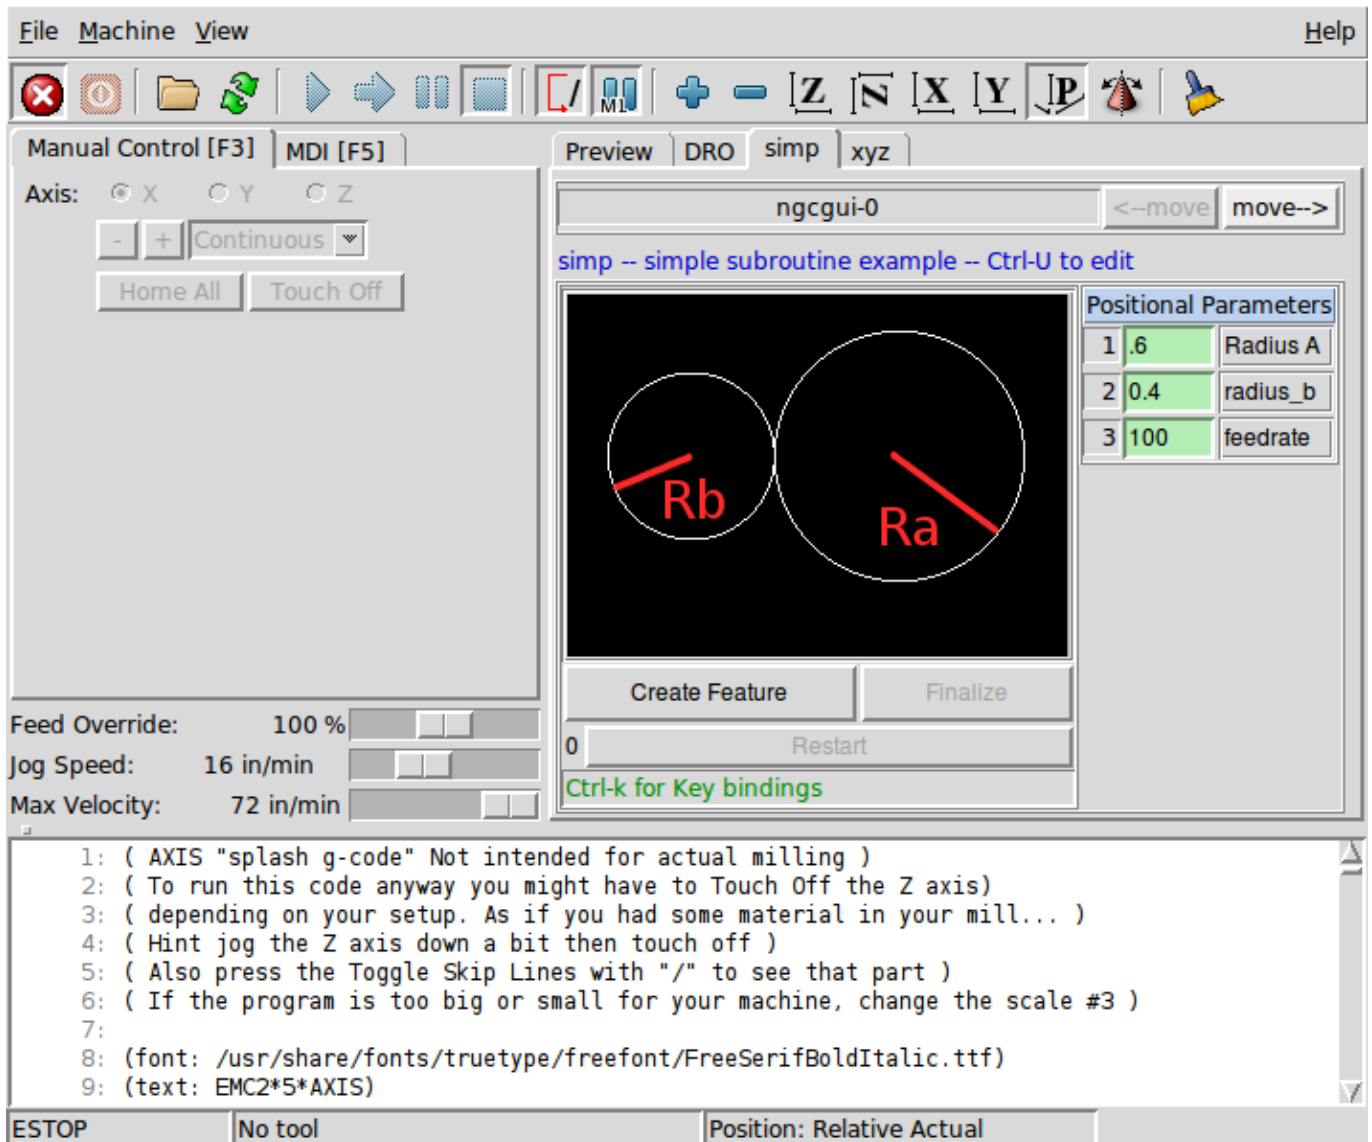 File Machine View Help
Z N X Y P
M1
Manual Control [F3] MDI [F5]
Preview DRO simp xyz
Axis: X Y Z
- + Continuous
Home All Touch Off
ngcgui-0 <--move move-->
simp -- simple subroutine example -- Ctrl-U to edit
Positional Parameters
1 .6 Radius A
2 0.4 radius_b
3 100 feedrate
Rb
Ra
Create Feature Finalize
0 Restart
Ctrl-k for Key bindings
Feed Override: 100 %
Jog Speed: 16 in/min
Max Velocity: 72 in/min
1: ( AXIS "splash g-code" Not intended for actual milling )
2: ( To run this code anyway you might have to Touch Off the Z axis)
3: ( depending on your setup. As if you had some material in your mill... )
4: ( Hint jog the Z axis down a bit then touch off )
5: ( Also press the Toggle Skip Lines with "/" to see that part )
6: ( If the program is too big or small for your machine, change the scale #3 )
7:
8: (font: /usr/share/fonts/truetype/freefont/FreeSerifBoldItalic.ttf)
9: (text: EMC2*5*AXIS)
ESTOP No tool Position: Relative Actual